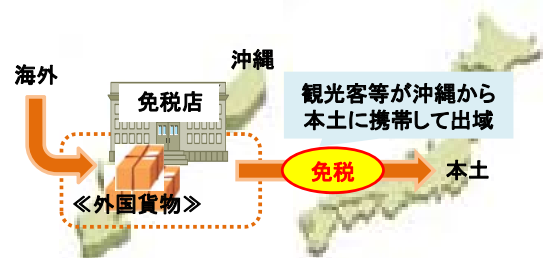 海外
沖縄
免税店
≪外国貨物≫
観光客等が沖縄から
本土に携帯して出域
免税
本土